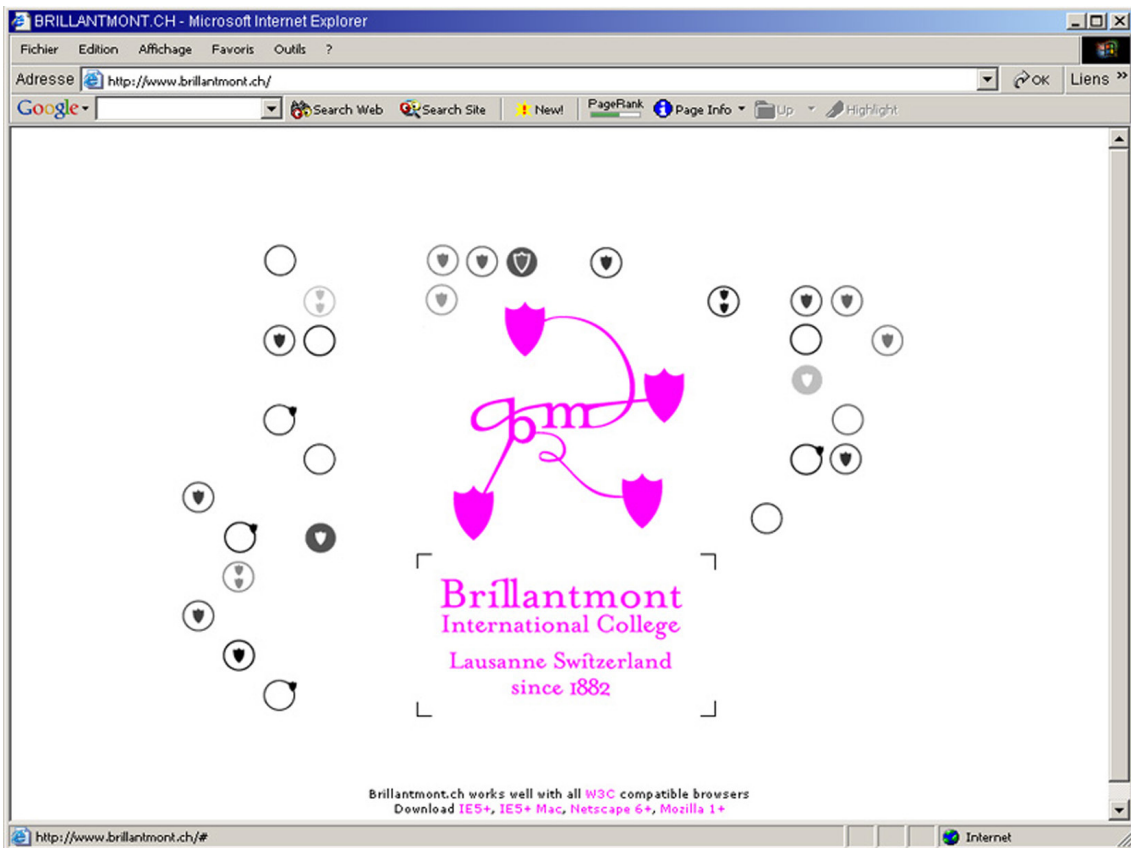 BRILLANTMONT.CH - Microsoft Internet Explorer
Fichier Edition Affichage Favoris Outils ?
Adresse http://www.brillantmont.ch/ OK Liens »
Google Search Web Search Site New! PageRank Page Info Up Highlight
bm
Brillantmont
International College
Lausanne Switzerland
since 1882
Brillantmont.ch works well with all W3C compatible browsers
Download IE5+, IE5+ Mac, Netscape 6+, Mozilla 1+
http://www.brillantmont.ch/# Internet